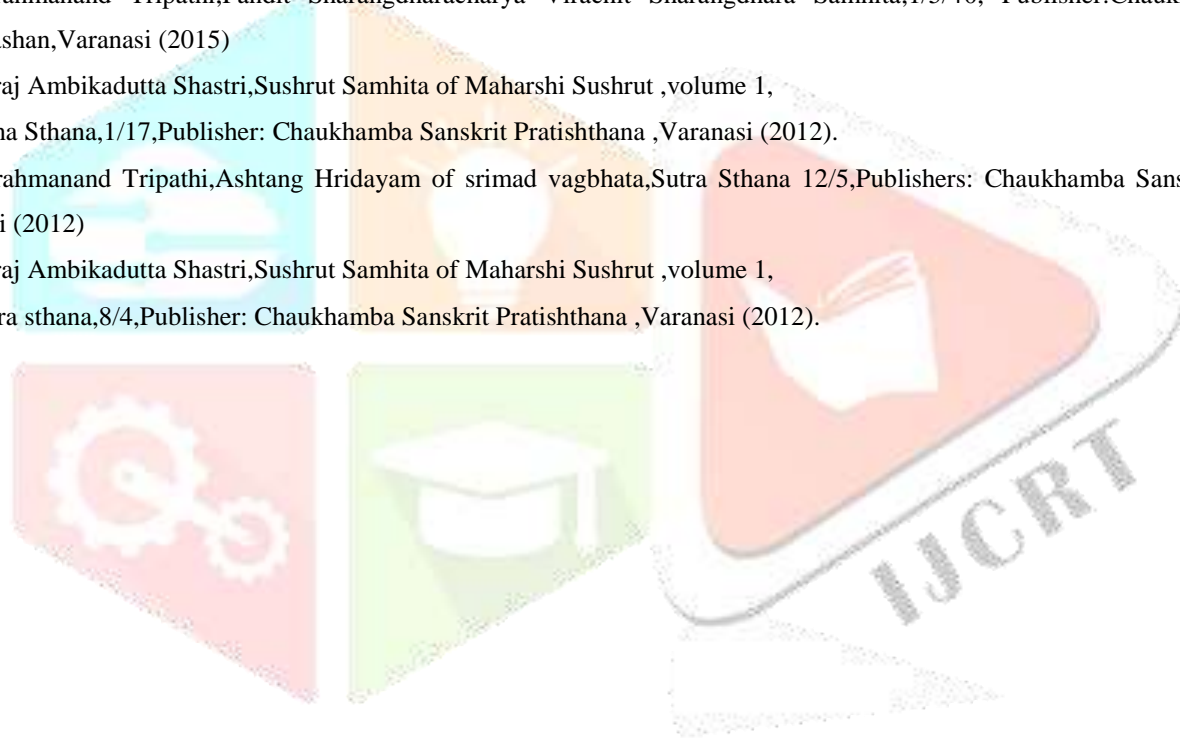 Tripathi,Pandit Sharangdharacharya Virachit Sharangdhara Samhita,1/5/46, Publisher:Chauk
shan,Varanasi (2015)
raj Ambikadutta Shastri,Sushrut Samhita of Maharshi Sushrut ,volume 1,
na Sthana,1/17,Publisher: Chaukhamba Sanskrit Pratishthana ,Varanasi (2012).
rahmanand Tripathi,Ashtang Hridayam of srimad vagbhata,Sutra Sthana 12/5,Publishers: Chaukhamba Sans
i (2012)
raj Ambikadutta Shastri,Sushrut Samhita of Maharshi Sushrut ,volume 1,
ra sthana,8/4,Publisher: Chaukhamba Sanskrit Pratishthana ,Varanasi (2012).
IJCRT